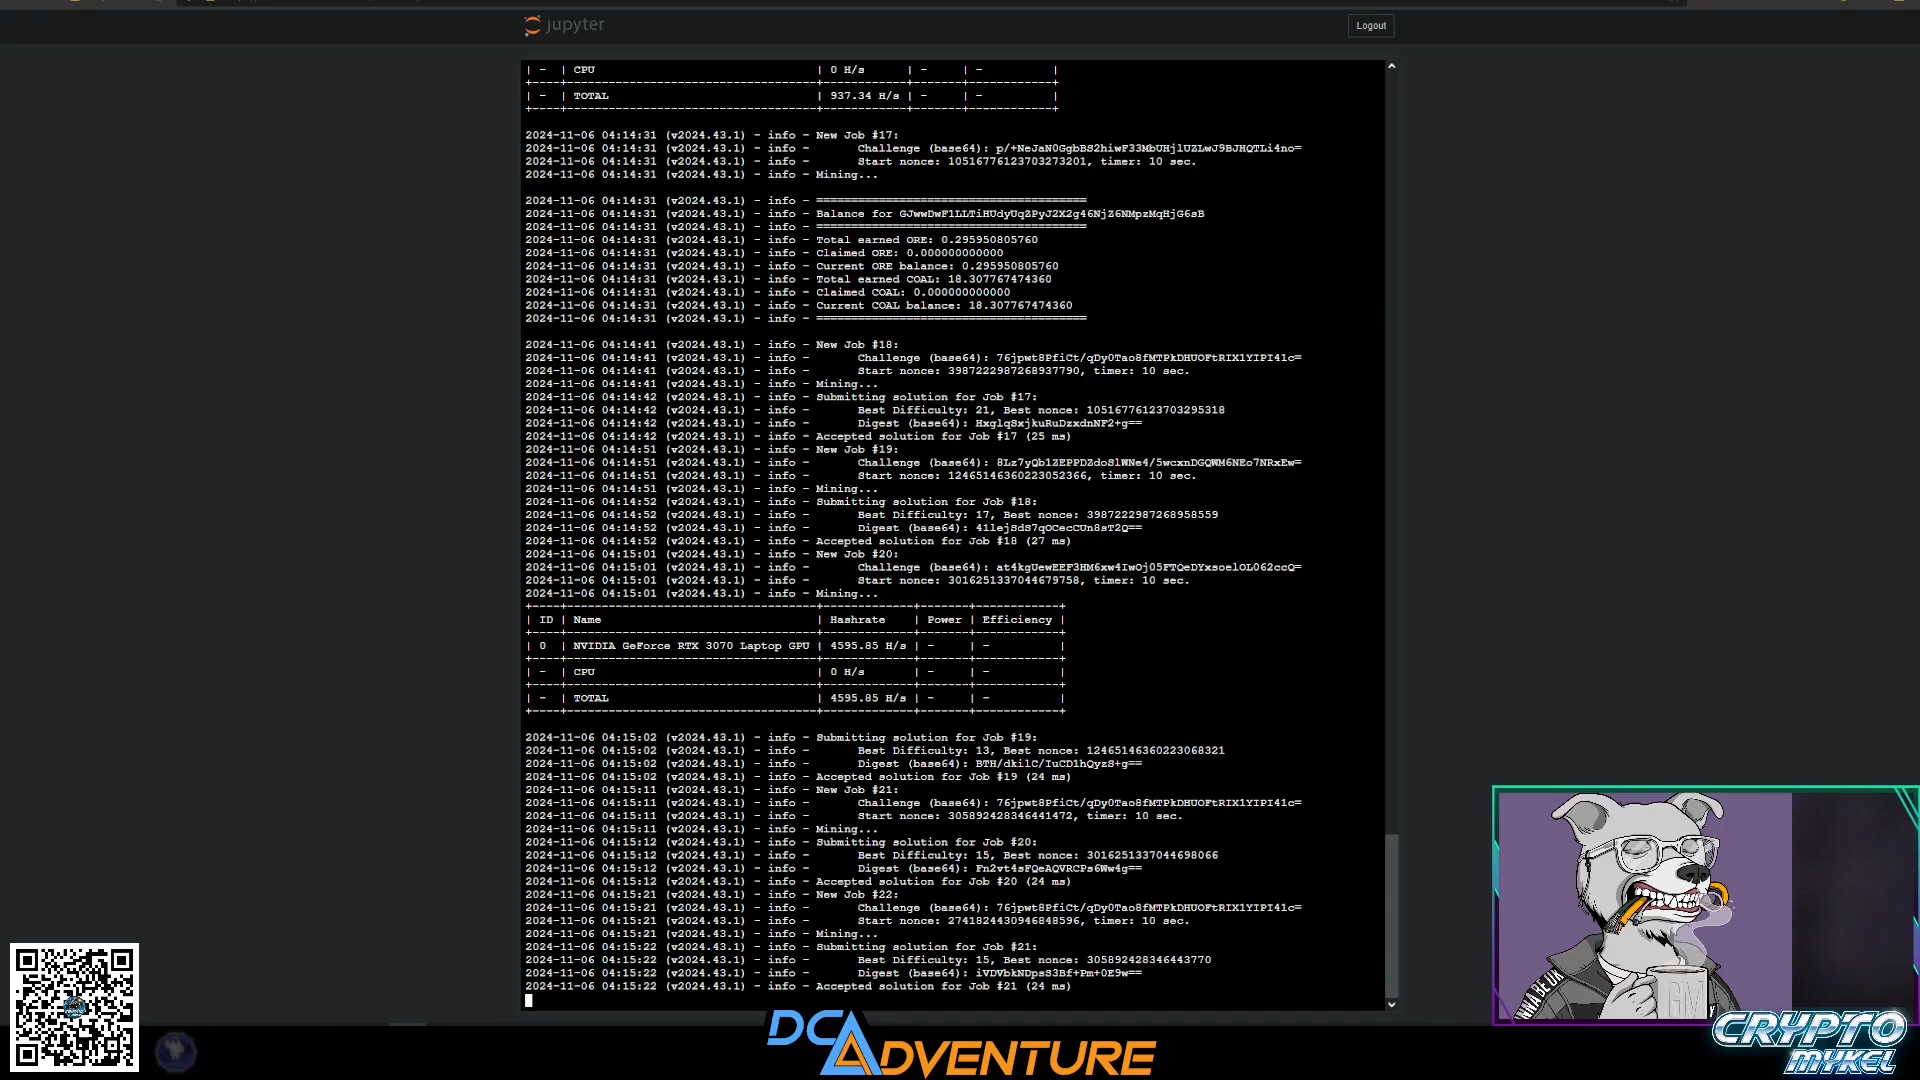 jupyter
Logout
| - | CPU | 0 H/s | - | - |
| - | TOTAL | 937.34 H/s | - | - |
2024-11-06 04:14:31 (v2024.43.1) - info - New Job #17:
2024-11-06 04:14:31 (v2024.43.1) - info - Challenge (base64): p/+NeJaN0GgbBS2hiwF33MbUHjlUZLwJ9BJHQTLi4no=
2024-11-06 04:14:31 (v2024.43.1) - info - Start nonce: 10516776123703273201, timer: 10 sec.
2024-11-06 04:14:31 (v2024.43.1) - info - Mining...
2024-11-06 04:14:31 (v2024.43.1) - info - =======================================
2024-11-06 04:14:31 (v2024.43.1) - info - Balance for GJwwDwF1LLTiHUdyUqZPyJ2X2g46NjZ6NMpzMqHjG6sB
2024-11-06 04:14:31 (v2024.43.1) - info - =======================================
2024-11-06 04:14:31 (v2024.43.1) - info - Total earned ORE: 0.295950805760
2024-11-06 04:14:31 (v2024.43.1) - info - Claimed ORE: 0.000000000000
2024-11-06 04:14:31 (v2024.43.1) - info - Current ORE balance: 0.295950805760
2024-11-06 04:14:31 (v2024.43.1) - info - Total earned COAL: 18.307767474360
2024-11-06 04:14:31 (v2024.43.1) - info - Claimed COAL: 0.000000000000
2024-11-06 04:14:31 (v2024.43.1) - info - Current COAL balance: 18.307767474360
2024-11-06 04:14:31 (v2024.43.1) - info - =======================================
2024-11-06 04:14:41 (v2024.43.1) - info - New Job #18:
2024-11-06 04:14:41 (v2024.43.1) - info - Challenge (base64): 76jpwt8PfiCt/qDy0Tao8fMTPkDHUOFtRIX1YIPI41c=
2024-11-06 04:14:41 (v2024.43.1) - info - Start nonce: 3987222987268937790, timer: 10 sec.
2024-11-06 04:14:41 (v2024.43.1) - info - Mining...
2024-11-06 04:14:42 (v2024.43.1) - info - Submitting solution for Job #17:
2024-11-06 04:14:42 (v2024.43.1) - info - Best Difficulty: 21, Best nonce: 10516776123703295318
2024-11-06 04:14:42 (v2024.43.1) - info - Digest (base64): HxglqSxjkuRuDzxdnNF2+g==
2024-11-06 04:14:42 (v2024.43.1) - info - Accepted solution for Job #17 (25 ms)
2024-11-06 04:14:51 (v2024.43.1) - info - New Job #19:
2024-11-06 04:14:51 (v2024.43.1) - info - Challenge (base64): 8Lz7yQb1ZEPPDZdoSlWNe4/5wcxnDGQWM6NEo7NRxEw=
2024-11-06 04:14:51 (v2024.43.1) - info - Start nonce: 12465146360223052366, timer: 10 sec.
2024-11-06 04:14:51 (v2024.43.1) - info - Mining...
2024-11-06 04:14:52 (v2024.43.1) - info - Submitting solution for Job #18:
2024-11-06 04:14:52 (v2024.43.1) - info - Best Difficulty: 17, Best nonce: 3987222987268958559
2024-11-06 04:14:52 (v2024.43.1) - info - Digest (base64): 41lejSdS7qOCecCUn8sT2Q==
2024-11-06 04:14:52 (v2024.43.1) - info - Accepted solution for Job #18 (27 ms)
2024-11-06 04:15:01 (v2024.43.1) - info - New Job #20:
2024-11-06 04:15:01 (v2024.43.1) - info - Challenge (base64): at4kgUewEEF3HM6xw4IwOj05FTQeDYxsoelOL062ccQ=
2024-11-06 04:15:01 (v2024.43.1) - info - Start nonce: 3016251337044679758, timer: 10 sec.
2024-11-06 04:15:01 (v2024.43.1) - info - Mining...
| ID | Name | Hashrate | Power | Efficiency |
| 0 | NVIDIA GeForce RTX 3070 Laptop GPU | 4595.85 H/s | - | - |
| - | CPU | 0 H/s | - | - |
| - | TOTAL | 4595.85 H/s | - | - |
2024-11-06 04:15:02 (v2024.43.1) - info - Submitting solution for Job #19:
2024-11-06 04:15:02 (v2024.43.1) - info - Best Difficulty: 13, Best nonce: 12465146360223068321
2024-11-06 04:15:02 (v2024.43.1) - info - Digest (base64): BTH/dkilC/IuCD1hQyzS+g==
2024-11-06 04:15:02 (v2024.43.1) - info - Accepted solution for Job #19 (24 ms)
2024-11-06 04:15:11 (v2024.43.1) - info - New Job #21:
2024-11-06 04:15:11 (v2024.43.1) - info - Challenge (base64): 76jpwt8PfiCt/qDy0Tao8fMTPkDHUOFtRIX1YIPI41c=
2024-11-06 04:15:11 (v2024.43.1) - info - Start nonce: 305892428346441472, timer: 10 sec.
2024-11-06 04:15:11 (v2024.43.1) - info - Mining...
2024-11-06 04:15:12 (v2024.43.1) - info - Submitting solution for Job #20:
2024-11-06 04:15:12 (v2024.43.1) - info - Best Difficulty: 15, Best nonce: 3016251337044698066
2024-11-06 04:15:12 (v2024.43.1) - info - Digest (base64): Fn2vt4sFQeAQVRCPs6Ww4g==
2024-11-06 04:15:12 (v2024.43.1) - info - Accepted solution for Job #20 (24 ms)
2024-11-06 04:15:21 (v2024.43.1) - info - New Job #22:
2024-11-06 04:15:21 (v2024.43.1) - info - Challenge (base64): 76jpwt8PfiCt/qDy0Tao8fMTPkDHUOFtRIX1YIPI41c=
2024-11-06 04:15:21 (v2024.43.1) - info - Start nonce: 2741824430946848596, timer: 10 sec.
2024-11-06 04:15:21 (v2024.43.1) - info - Mining...
2024-11-06 04:15:22 (v2024.43.1) - info - Submitting solution for Job #21:
2024-11-06 04:15:22 (v2024.43.1) - info - Best Difficulty: 15, Best nonce: 305892428346443770
2024-11-06 04:15:22 (v2024.43.1) - info - Digest (base64): iVDVbkNDpsS3Bf+Pm+0E9w==
2024-11-06 04:15:22 (v2024.43.1) - info - Accepted solution for Job #21 (24 ms)
GM
DCADVENTURE
CRYPTO
MYKEL